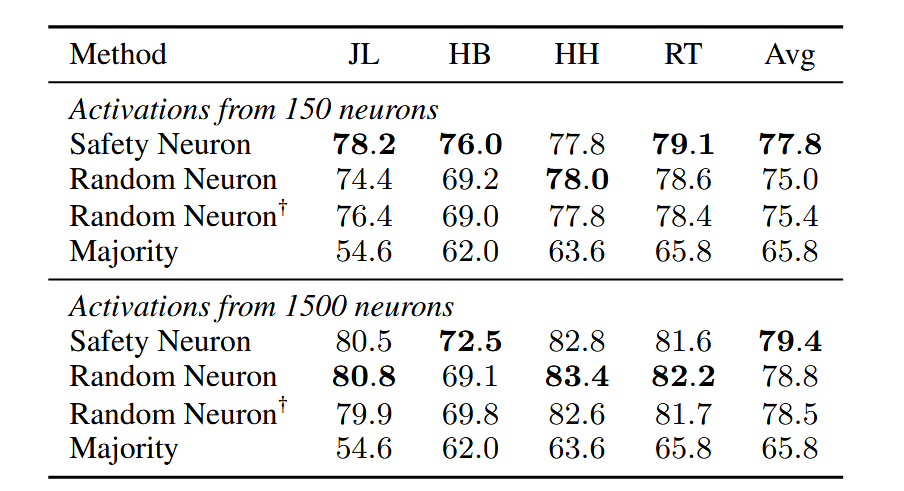 Method JL HB HH RT Avg
Activations from 150 neurons
Safety Neuron 78.2 76.0 77.8 79.1 77.8
Random Neuron 74.4 69.2 78.0 78.6 75.0
Random Neuron† 76.4 69.0 77.8 78.4 75.4
Majority 54.6 62.0 63.6 65.8 65.8
Activations from 1500 neurons
Safety Neuron 80.5 72.5 82.8 81.6 79.4
Random Neuron 80.8 69.1 83.4 82.2 78.8
Random Neuron† 79.9 69.8 82.6 81.7 78.5
Majority 54.6 62.0 63.6 65.8 65.8